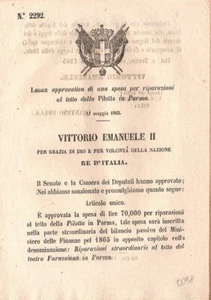 N.º 2292.
LEGGE approvativa di una spesa per riparazioni
al tetto della Pilotta in Parma.
11 maggio 1865.
VITTORIO EMANUELE II
PER GRAZIA DI DIO E PER VOLONTÀ DELLA NAZIONE
RE D'ITALIA.
Il Senato e la Camera dei Deputati hanno approvato;
Noi abbiamo sanzionato e promulghiamo quanto segue:
Articolo unico.
È approvata la spesa di lire 70,000 per riparazioni
al tetto della Pilotta in Parma, tale spesa sarà inscritta
nella parte straordinaria del bilancio passivo del Mini-
stero delle Finanze pel 1865 in apposito capitolo colla
denominazione: Riparazioni straordinarie al tetto del
teatro Farnesiano in Parma.